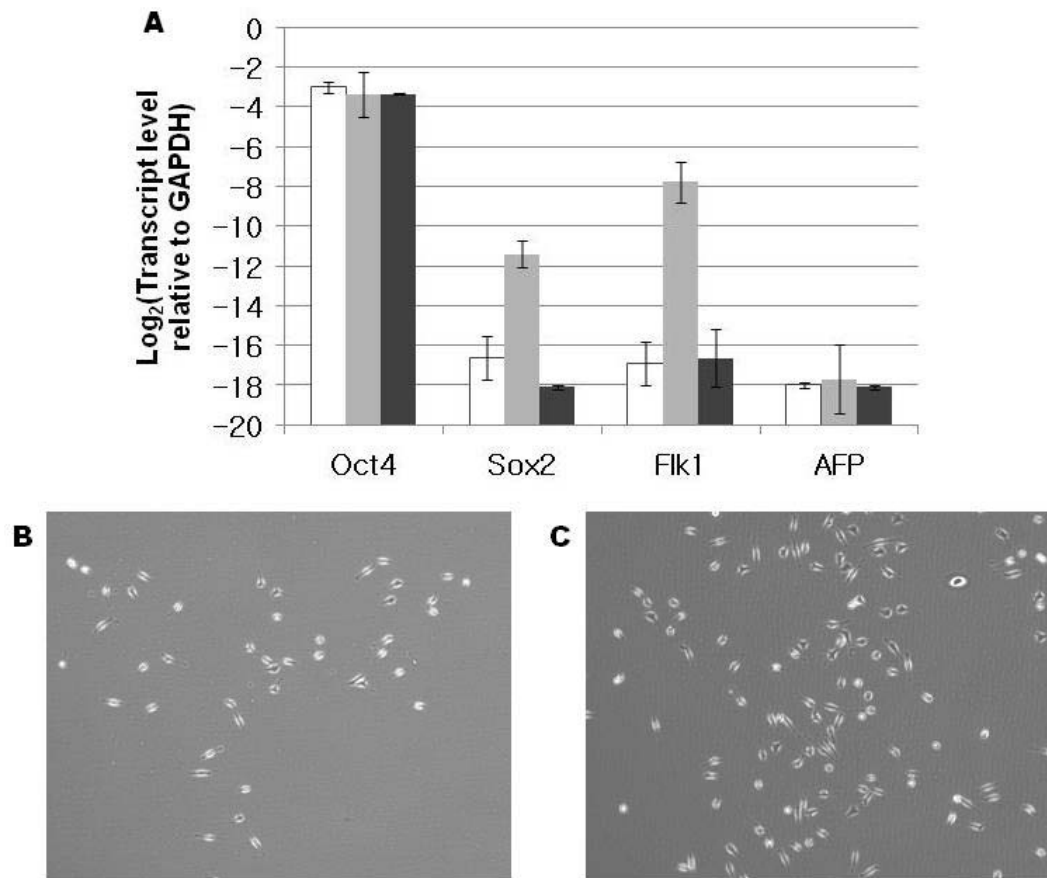 A
Log2(Transcript level
relative to GAPDH)
0
−2
−4
−6
−8
−10
−12
−14
−16
−18
−20
Oct4 Sox2 Flk1 AFP
B
C